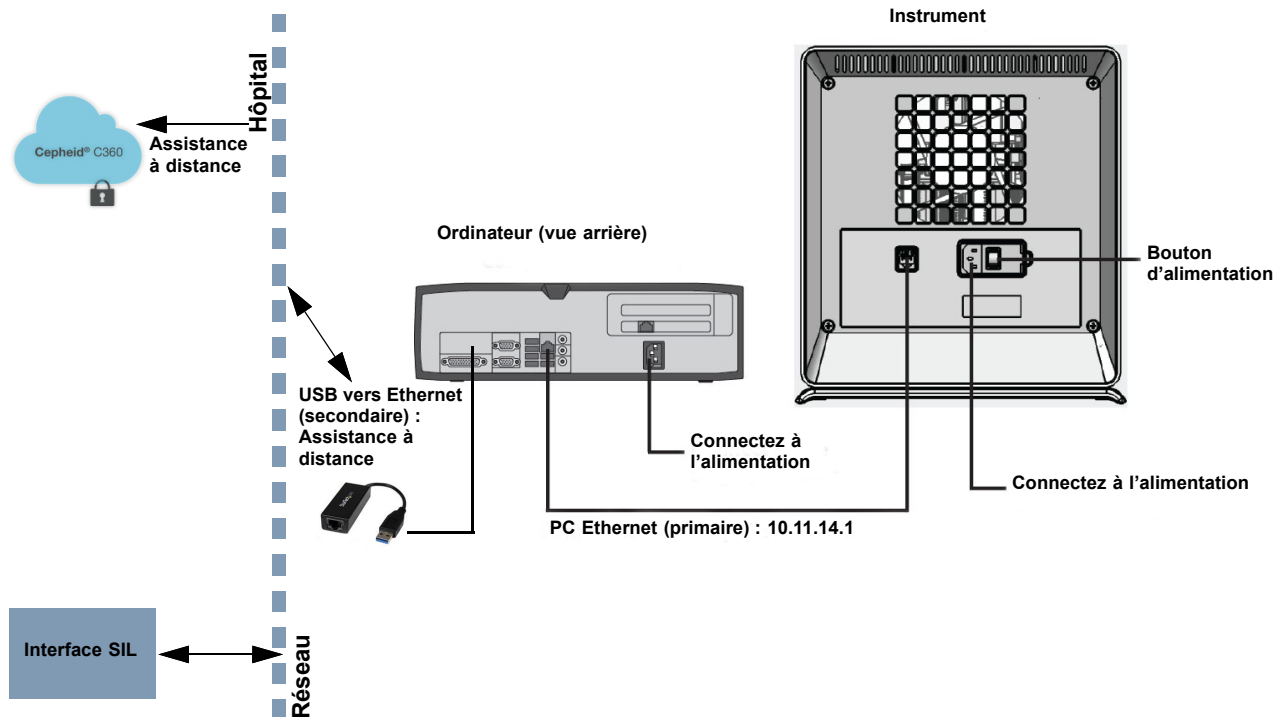 Instrument
Hôpital
Cepheid® C360
Assistance
à distance
Ordinateur (vue arrière)
Bouton
d'alimentation
USB vers Ethernet
(secondaire) :
Assistance à
distance
Connectez à
l'alimentation
Connectez à l'alimentation
PC Ethernet (primaire) : 10.11.14.1
Interface SIL
Réseau